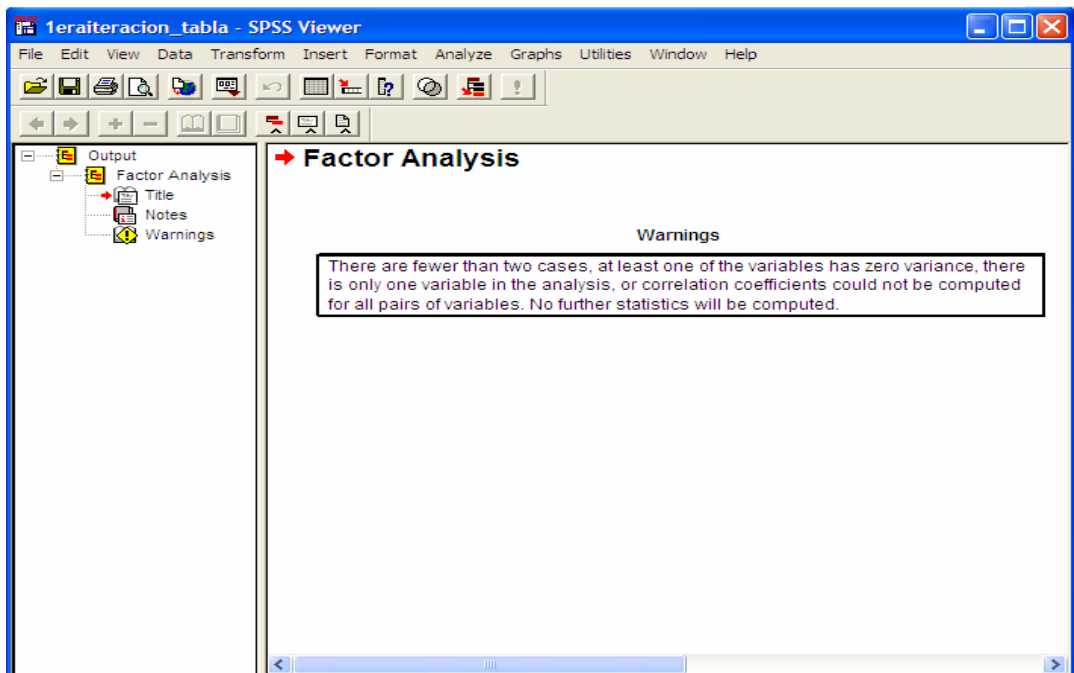 1eraiteracion_tabla - SPSS Viewer
File Edit View Data Transform Insert Format Analyze Graphs Utilities Window Help
Output
Factor Analysis
Title
Notes
Warnings
Factor Analysis
Warnings
There are fewer than two cases, at least one of the variables has zero variance, there
is only one variable in the analysis, or correlation coefficients could not be computed
for all pairs of variables. No further statistics will be computed.